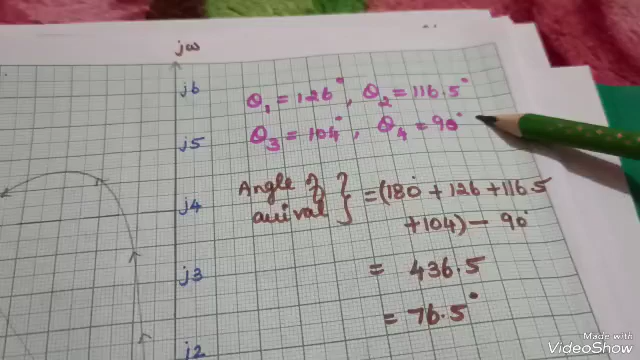 jω
j6
θ₁ = 126°, θ₂ = 116.5°
j5
θ₃ = 104°, θ₄ = 90°
j4
Angle of arrival } = (180° + 126 + 116.5
+104) – 90°
j3
= 436.5
= 76.5°
j2
Made with
VideoShow